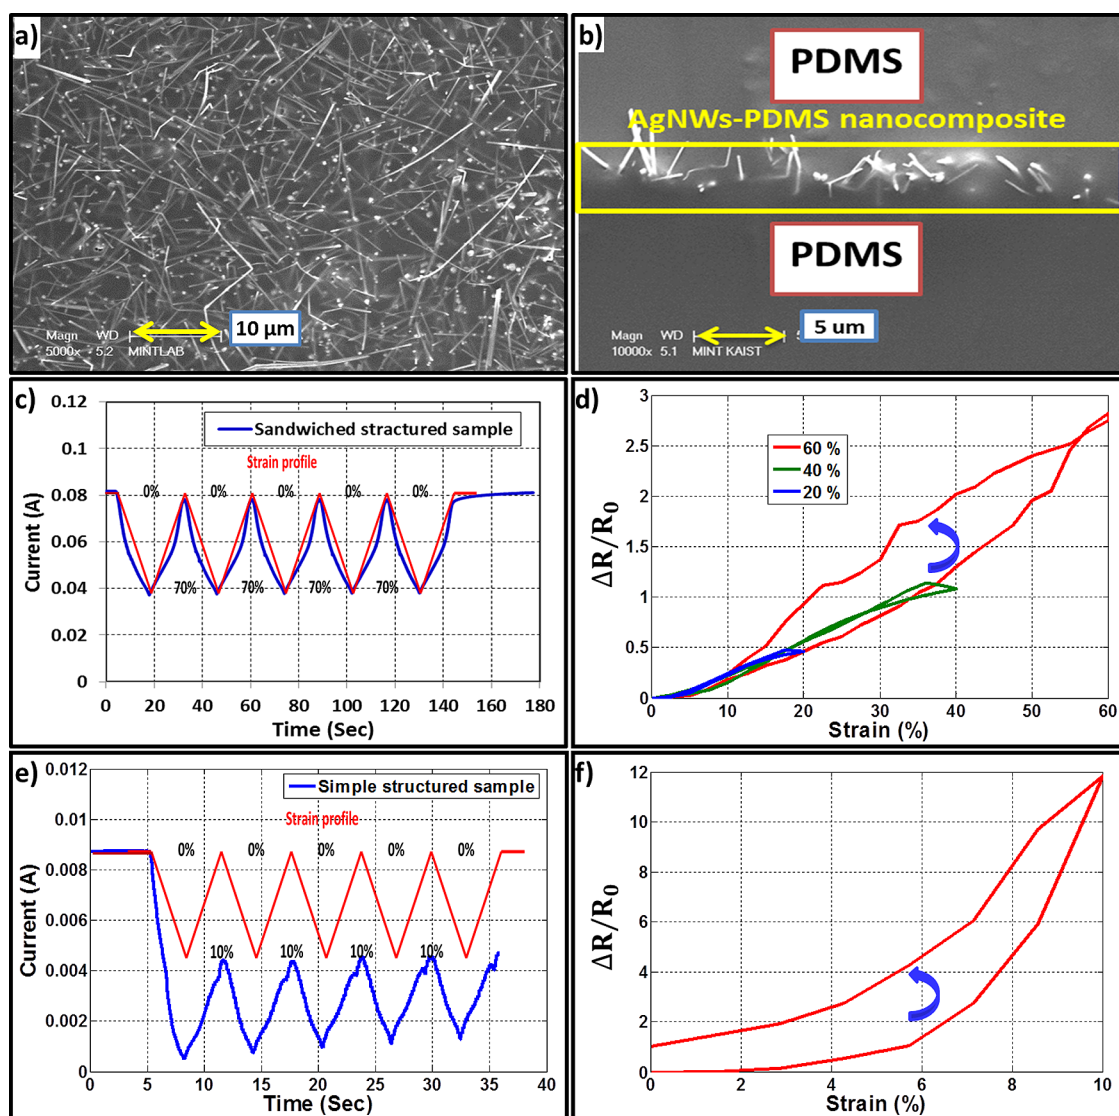 a)
10 µm
Magn WD
5000x 5.2 MINTLAB
b)
PDMS
AgNWs-PDMS nanocomposite
PDMS
5 um
Magn WD
10000x 5.1 MINT KAIST
c)
0.12
0.1
0.08
0.06
0.04
0.02
0
Current (A)
Sandwiched stractured sample
Strain profile
0% 0% 0% 0% 0%
70% 70% 70% 70%
0 20 40 60 80 100 120 140 160 180
Time (Sec)
d)
3
2.5
2
1.5
1
0.5
0
ΔR/R0
60 %
40 %
20 %
0 10 20 30 40 50 60
Strain (%)
e)
0.012
0.01
0.008
0.006
0.004
0.002
0
Current (A)
Simple structured sample
Strain profile
0% 0% 0% 0% 0%
10% 10% 10% 10%
0 5 10 15 20 25 30 35 40
Time (Sec)
f)
12
10
8
6
4
2
0
ΔR/R0
0 2 4 6 8 10
Strain (%)